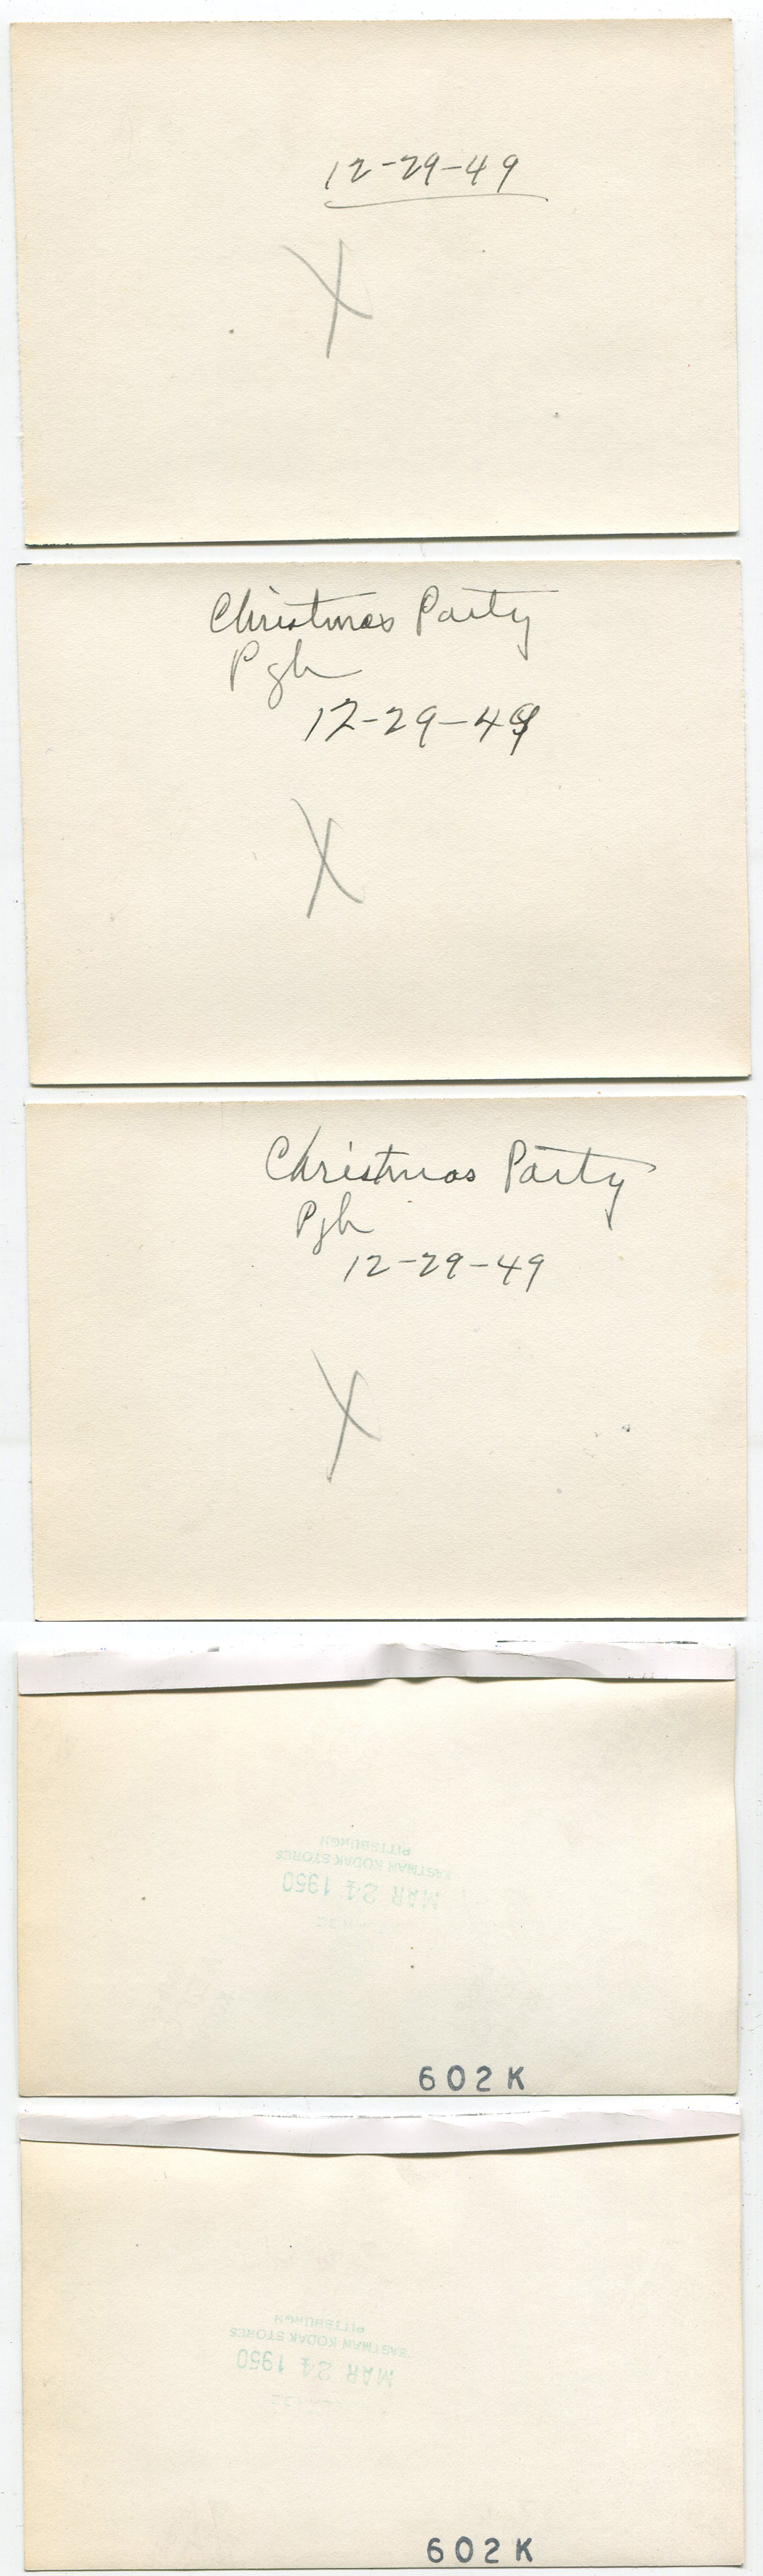 12-29-49
X
Christmas Party
Pgh
12-29-49
X
Christmas Party
Pgh
12-29-49
X
MAR 24 1950
EASTMAN KODAK STORES
PITTSBURGH
602K
MAR 24 1950
EASTMAN KODAK STORES
PITTSBURGH
602K